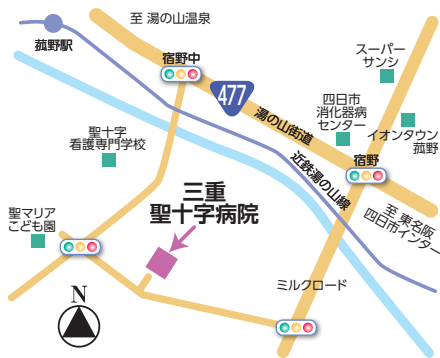 至 湯の山温泉
菰野駅
宿野中
477
スーパー
サンシ
四日市
消化器病
センター
イオンタウン
菰野
湯の山街道
聖十字
看護専門学校
宿野
近鉄湯の山線
三重
聖十字病院
至 東名阪
四日市インター
聖マリア
こども園
ミルクロード
N